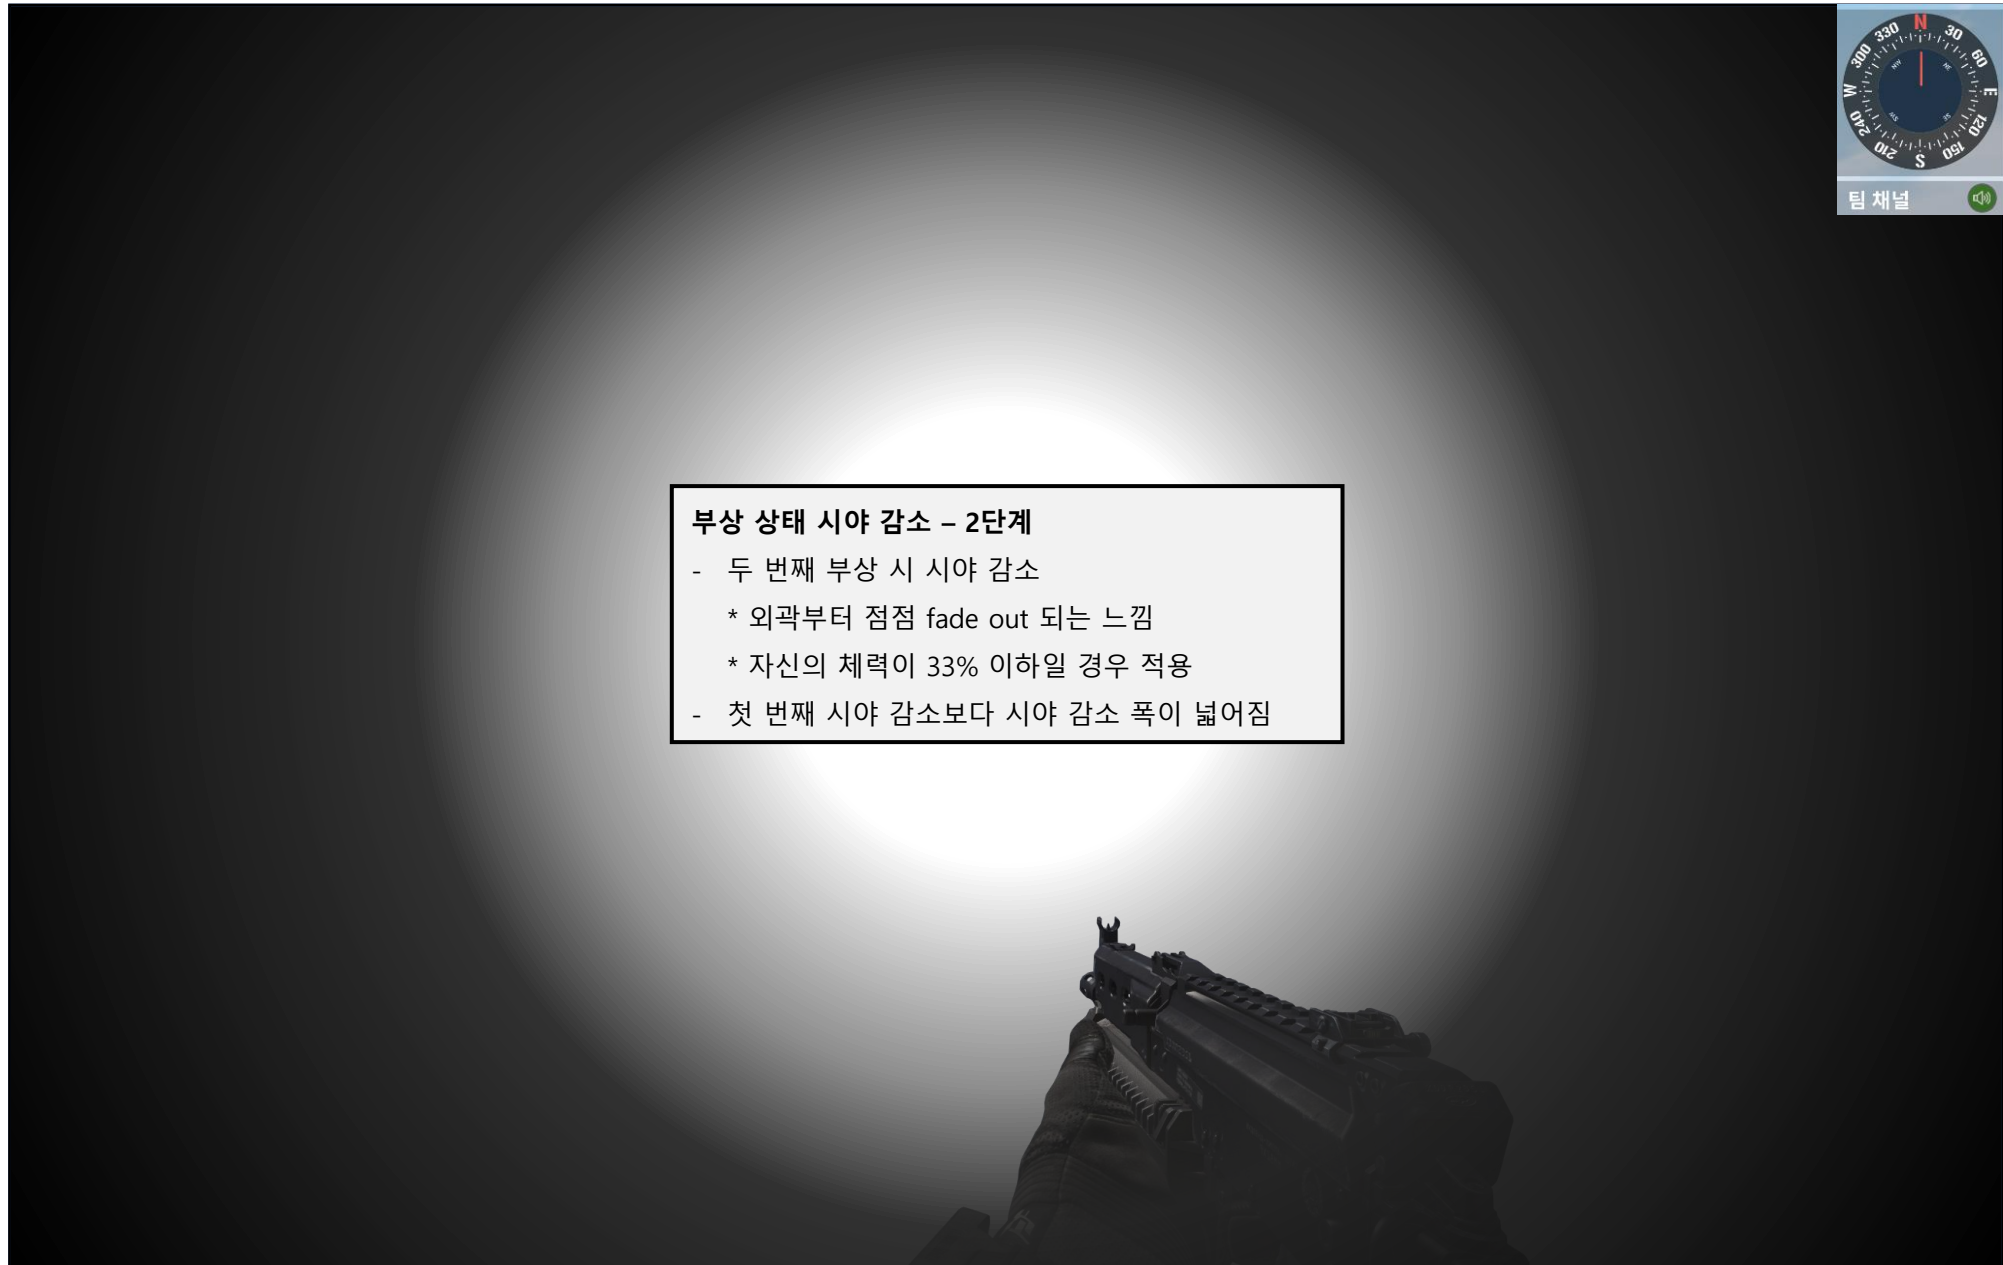 N
30
60
E
120
150
S
210
240
W
300
330
NW
NE
SE
SW
팀 채널
부상 상태 시야 감소 – 2단계
- 두 번째 부상 시 시야 감소
* 외곽부터 점점 fade out 되는 느낌
* 자신의 체력이 33% 이하일 경우 적용
- 첫 번째 시야 감소보다 시야 감소 폭이 넓어짐